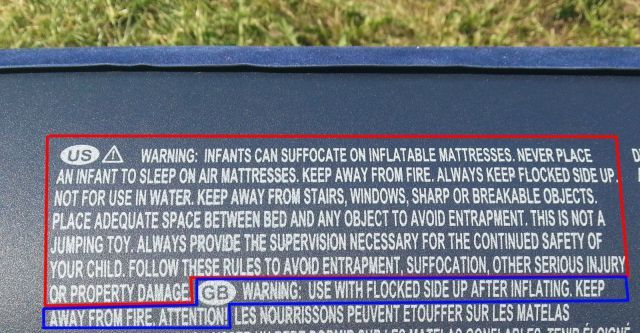 US WARNING: INFANTS CAN SUFFOCATE ON INFLATABLE MATTRESSES. NEVER PLACE
AN INFANT TO SLEEP ON AIR MATTRESSES. KEEP AWAY FROM FIRE. ALWAYS KEEP FLOCKED SIDE UP.
NOT FOR USE IN WATER. KEEP AWAY FROM STAIRS, WINDOWS, SHARP OR BREAKABLE OBJECTS.
PLACE ADEQUATE SPACE BETWEEN BED AND ANY OBJECT TO AVOID ENTRAPMENT. THIS IS NOT A
JUMPING TOY. ALWAYS PROVIDE THE SUPERVISION NECESSARY FOR THE CONTINUED SAFETY OF
YOUR CHILD. FOLLOW THESE RULES TO AVOID ENTRAPMENT, SUFFOCATION, OTHER SERIOUS INJURY
OR PROPERTY DAMAGE GB WARNING: USE WITH FLOCKED SIDE UP AFTER INFLATING. KEEP
AWAY FROM FIRE. ATTENTION: LES NOURRISSONS PEUVENT ÉTOUFFER SUR LES MATELAS